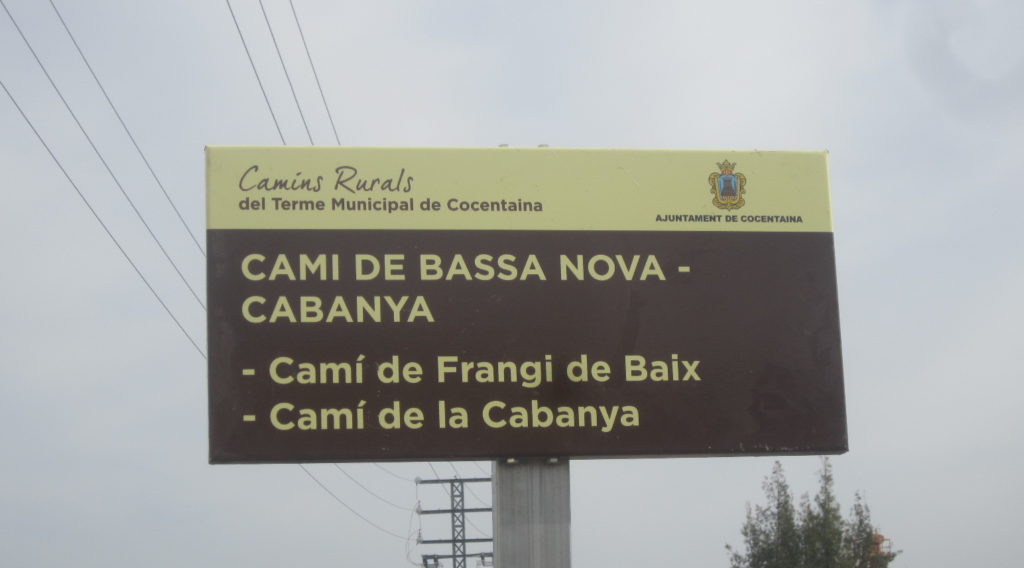 Camins Rurals
del Terme Municipal de Cocentaina
AJUNTAMENT DE COCENTAINA
CAMI DE BASSA NOVA -
CABANYA
- Camí de Frangi de Baix
- Camí de la Cabanya